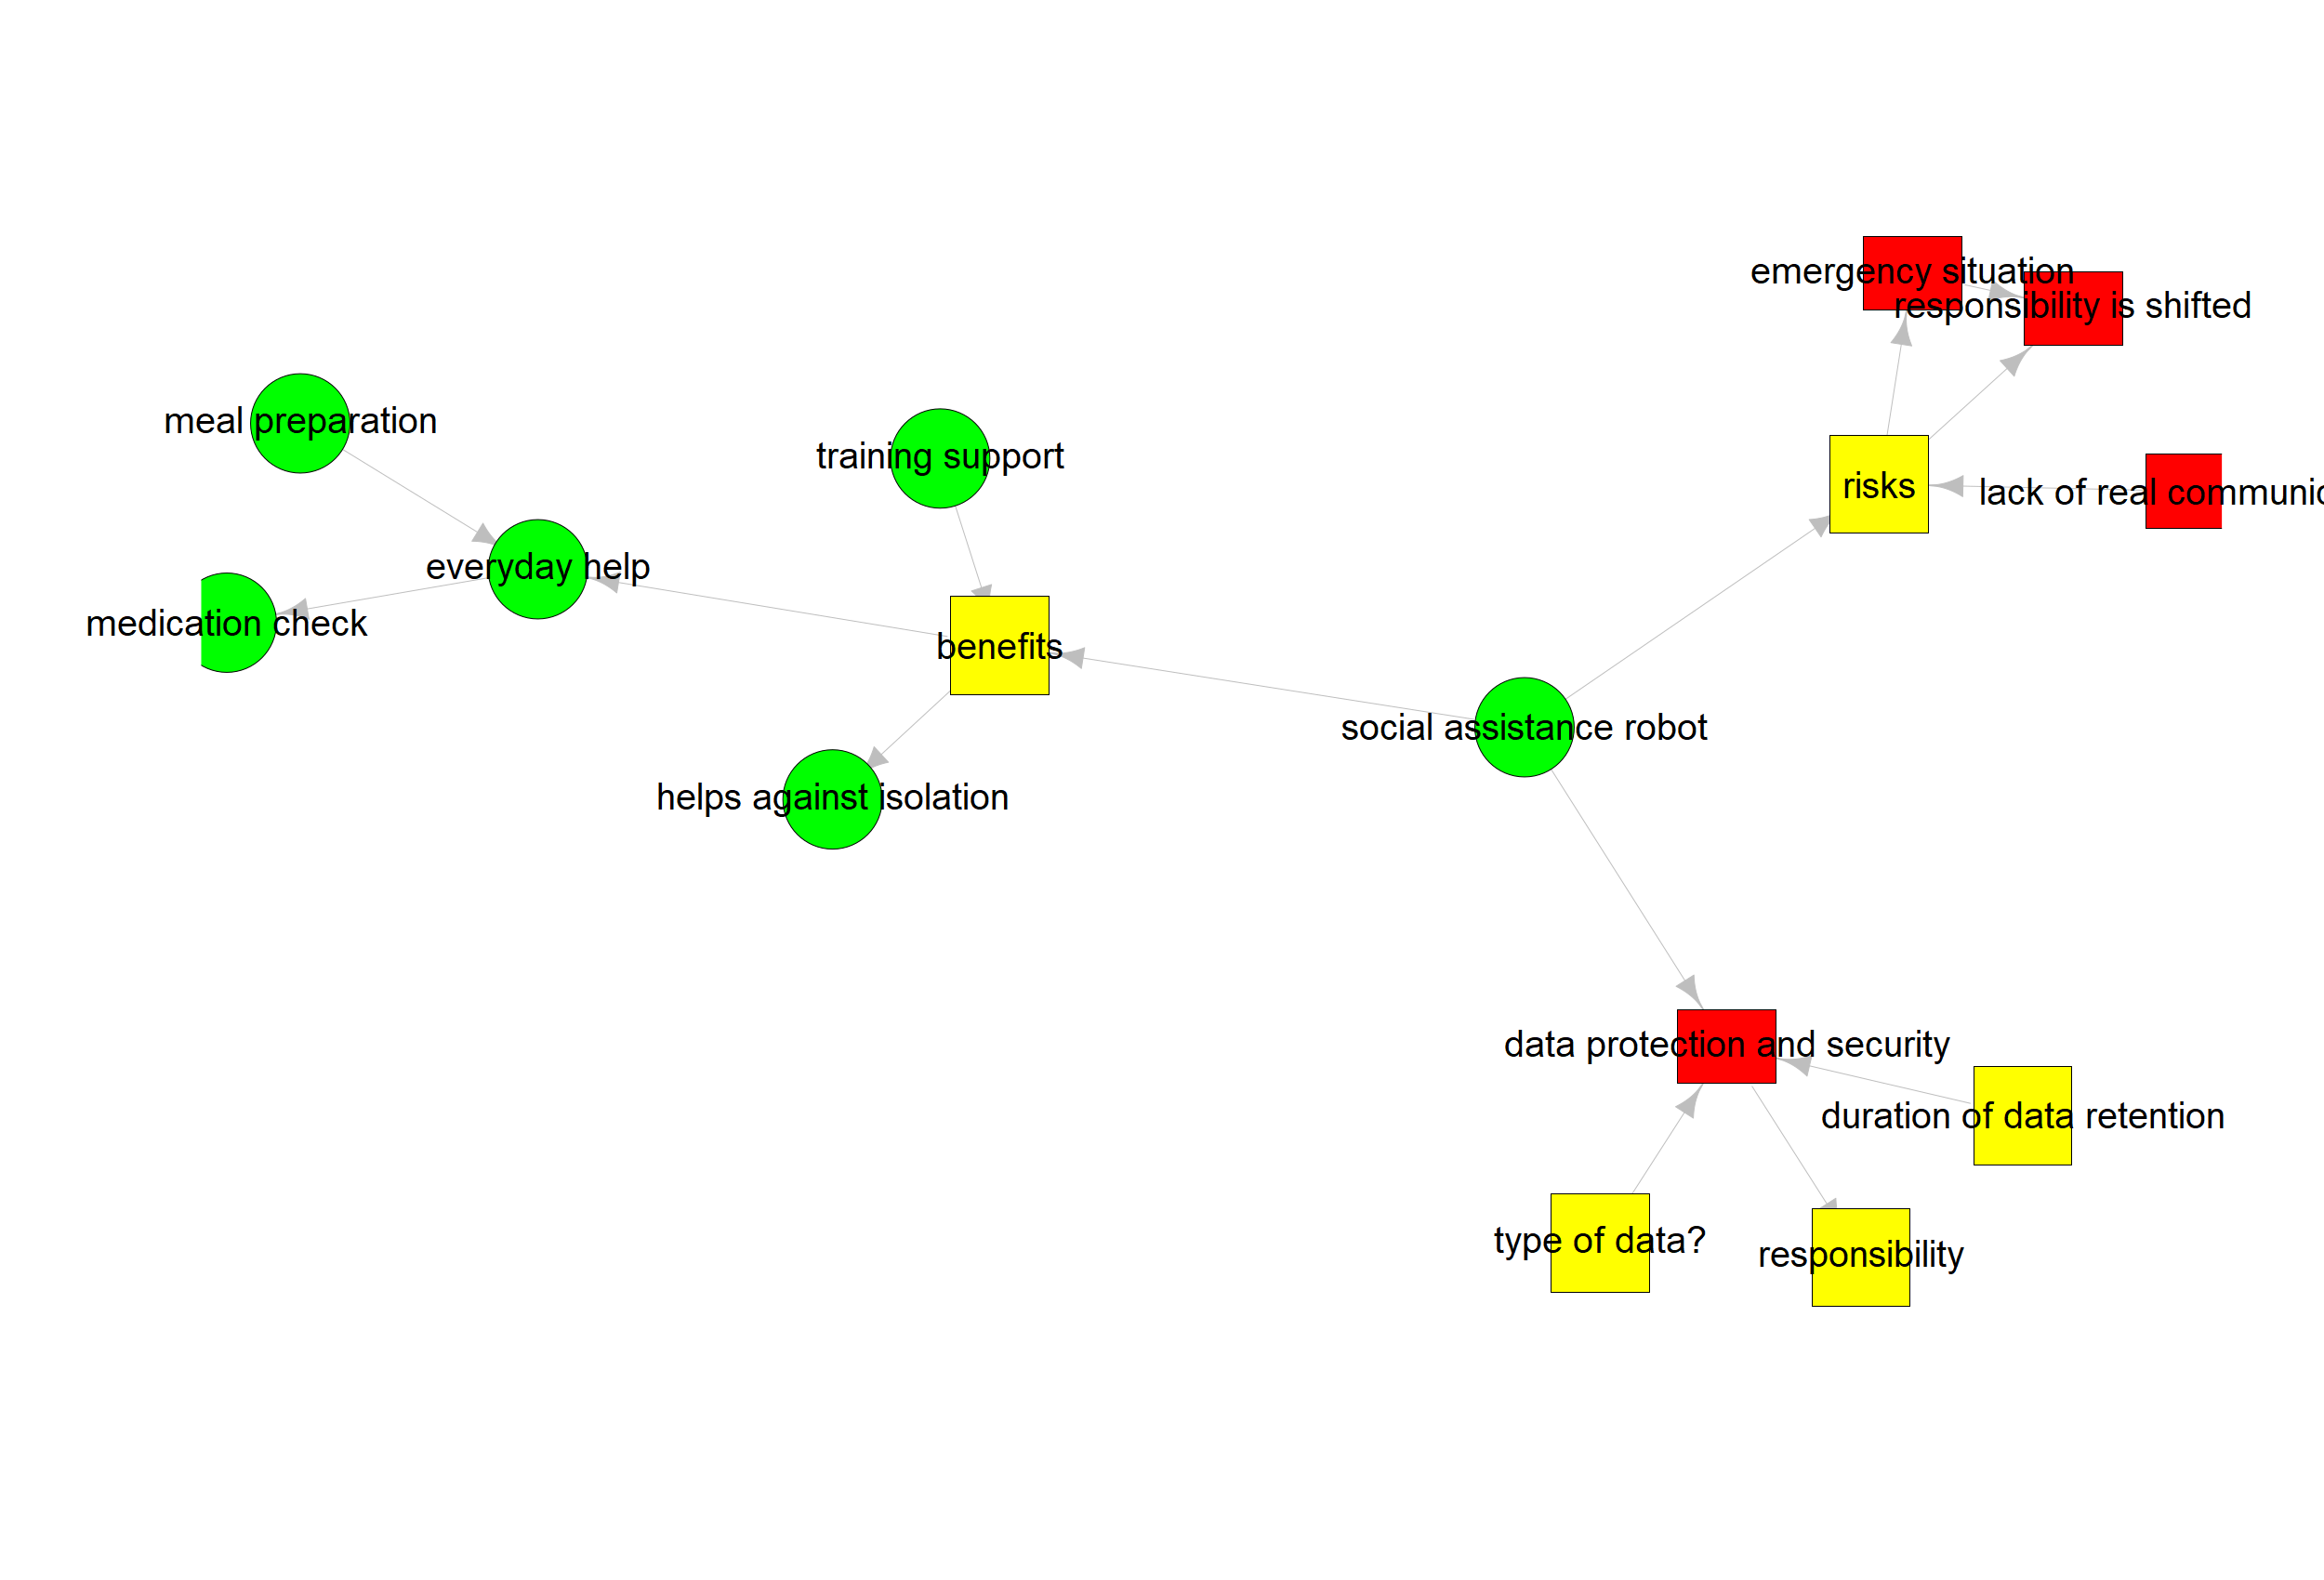 emergency situation
responsibility is shifted
meal preparation
training support
risks
lack of real
everyday help
medication check
benefits
social assistance robot
helps against isolation
data protection and security
duration of data retention
type of data?
responsibility